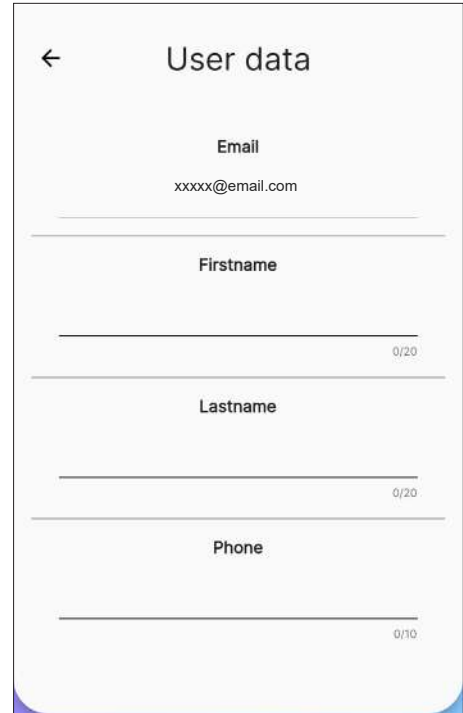 User data
Email
xxxxx@email.com
Firstname
0/20
Lastname
0/20
Phone
0/10